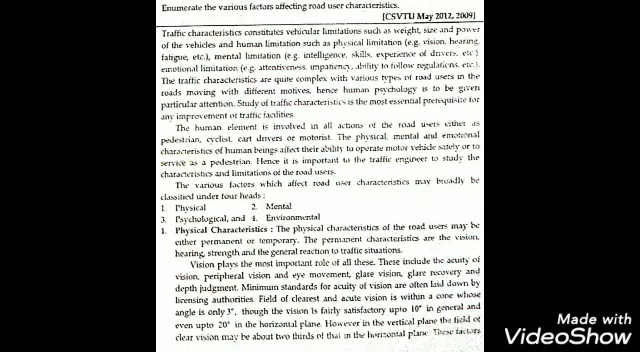 Enumerate the various factors affecting road user characteristics.
[CSVTU May 2012, 2009]
Traffic characteristics constitutes vehicular limitations such as weight, size and power
of the vehicles and human limitation such as physical limitation (e.g. vision, hearing,
fatigue, etc.), mental limitation (e.g. intelligence, skills, experience of drivers, etc.)
emotional limitation (e.g. attentiveness, impatiency, ability to follow regulations, etc.).
The traffic characteristics are quite complex with various types of road users in the
roads moving with different motives, hence human psychology is to be given
particular attention. Study of traffic characteristics is the most essential prerequisite for
any improvement of traffic facilities.
The human element is involved in all actions of the road users either as
pedestrian, cyclist, cart drivers or motorist. The physical, mental and emotional
characteristics of human beings affect their ability to operate motor vehicle safely or to
service as a pedestrian. Hence it is important to the traffic engineer to study the
characteristics and limitations of the road users.
The various factors which affect road user characteristics may broadly be
classified under four heads :
1. Physical 2. Mental
3. Psychological, and 4. Environmental
1. Physical Characteristics : The physical characteristics of the road users may be
either permanent or temporary. The permanent characteristics are the vision,
hearing, strength and the general reaction to traffic situations.
Vision plays the most important role of all these. These include the acuity of
vision, peripheral vision and eye movement, glare vision, glare recovery and
depth judgment. Minimum standards for acuity of vision are often laid down by
licensing authorities. Field of clearest and acute vision is within a cone whose
angle is only 3°, though the vision is fairly satisfactory upto 10° in general and
even upto 20° in the horizontal plane. However in the vertical plane the field of
clear vision may be about two thirds of that in the horizontal plane. These factors
Made with
VideoShow